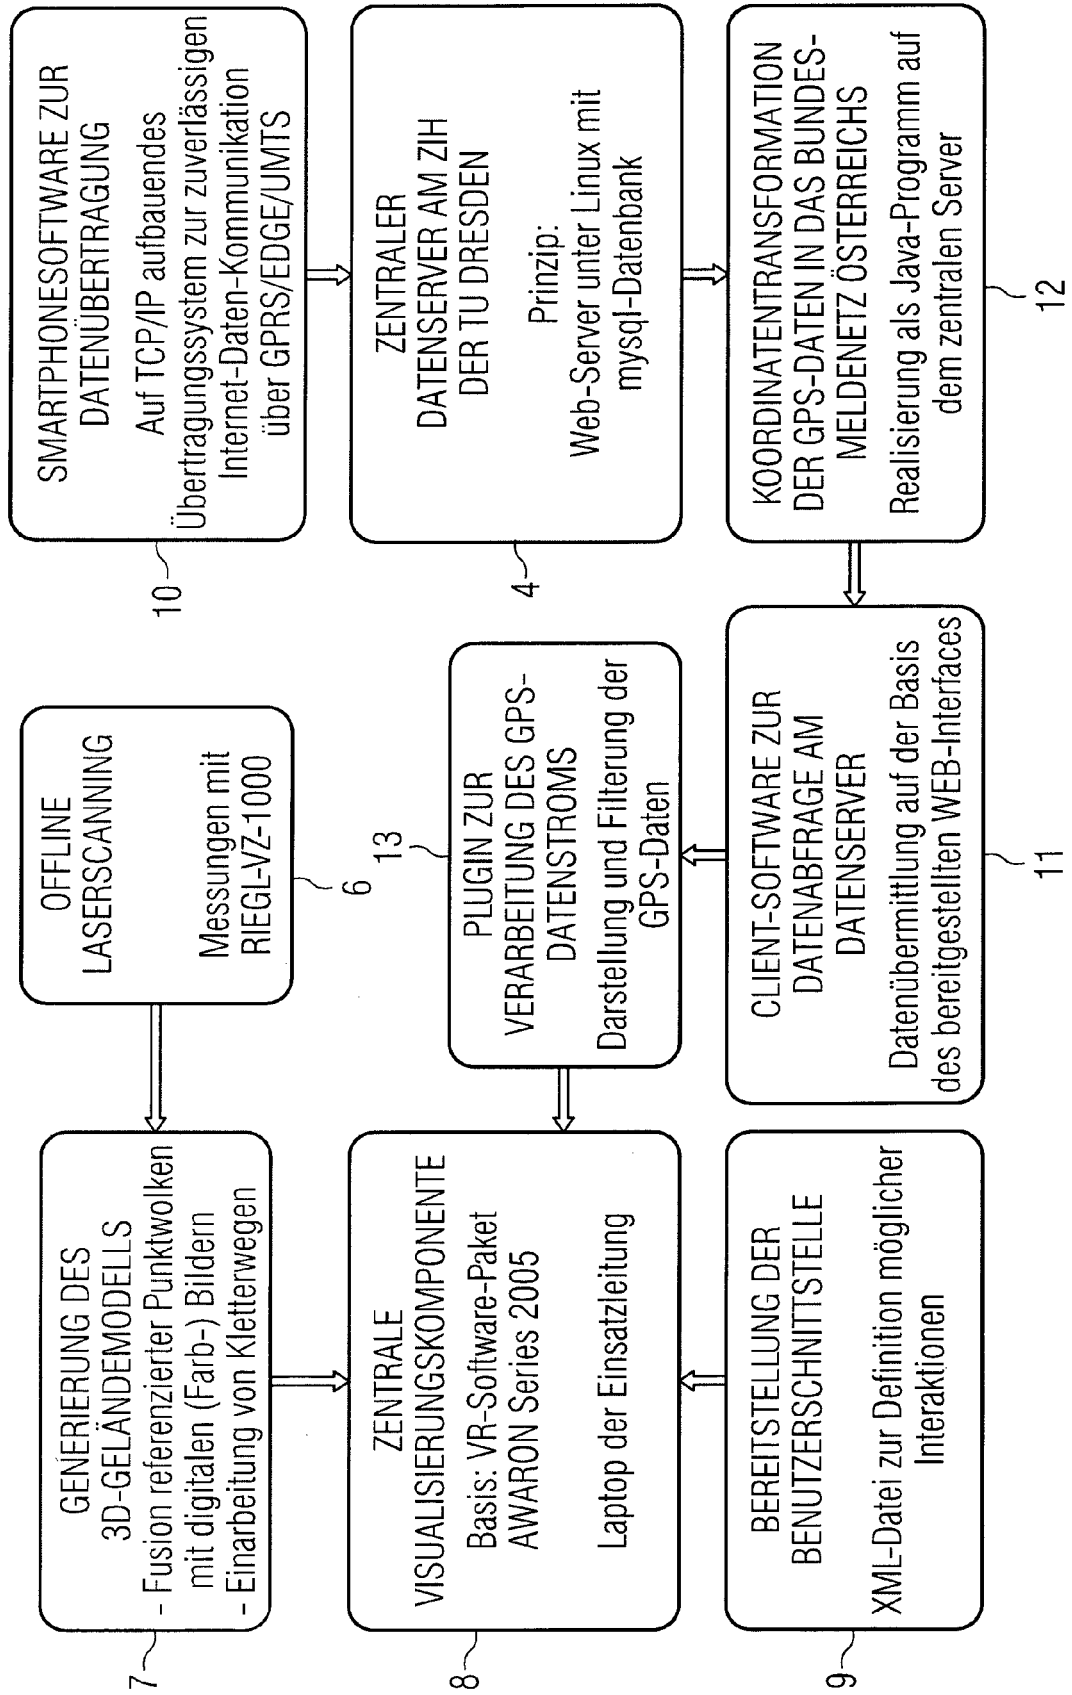 GENERIERUNG DES
3D-GELÄNDEMODELLS
- Fusion referenzierter Punktwolken
mit digitalen (Farb-) Bildern
- Einarbeitung von Kletterwegen
7
OFFLINE
LASERSCANNING
Messungen mit
RIEGL-VZ-1000
6
SMARTPHONESOFTWARE ZUR
DATENÜBERTRAGUNG
Auf TCP/IP aufbauendes
Übertragungssystem zur zuverlässigen
Internet-Daten-Kommunikation
über GPRS/EDGE/UMTS
10
ZENTRALE
VISUALISIERUNGSKOMPONENTE
Basis: VR-Software-Paket
AWARON Series 2005
Laptop der Einsatzleitung
8
13
PLUGIN ZUR
VERARBEITUNG DES GPS-
DATENSTROMS
Darstellung und Filterung der
GPS-Daten
ZENTRALER
DATENSERVER AM ZIH
DER TU DRESDEN
Prinzip:
Web-Server unter Linux mit
mysql-Datenbank
4
BEREITSTELLUNG DER
BENUTZERSCHNITTSTELLE
XML-Datei zur Definition möglicher
Interaktionen
9
CLIENT-SOFTWARE ZUR
DATENABFRAGE AM
DATENSERVER
Datenübermittlung auf der Basis
des bereitgestellten WEB-Interfaces
11
KOORDINATENTRANSFORMATION
DER GPS-DATEN IN DAS BUNDES-
MELDENETZ ÖSTERREICHS
Realisierung als Java-Programm auf
dem zentralen Server
12